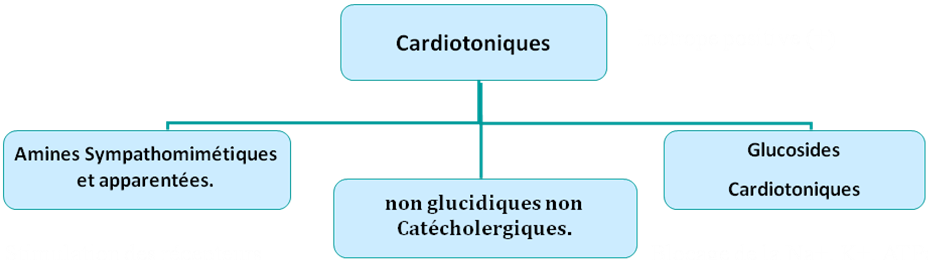 Cardiotoniques
Amines Sympathomimétiques
et apparentées.
non glucidiques non
Catécholergiques.
Glucosides
Cardiotoniques